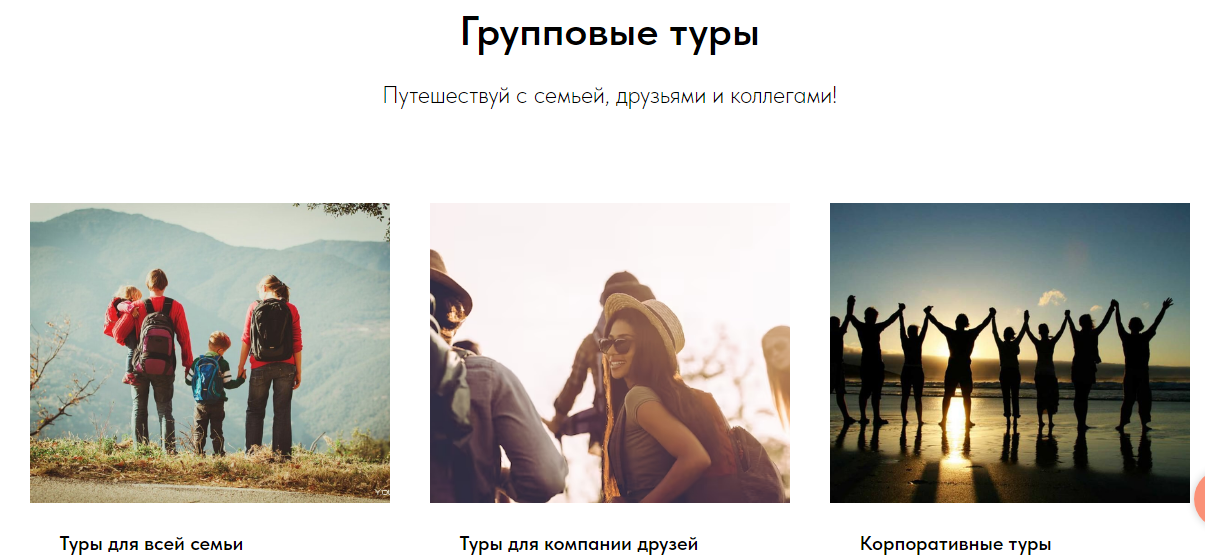 Групповые туры
Путешествуй с семьей, друзьями и коллегами!
Туры для всей семьи
Туры для компании друзей
Корпоративные туры